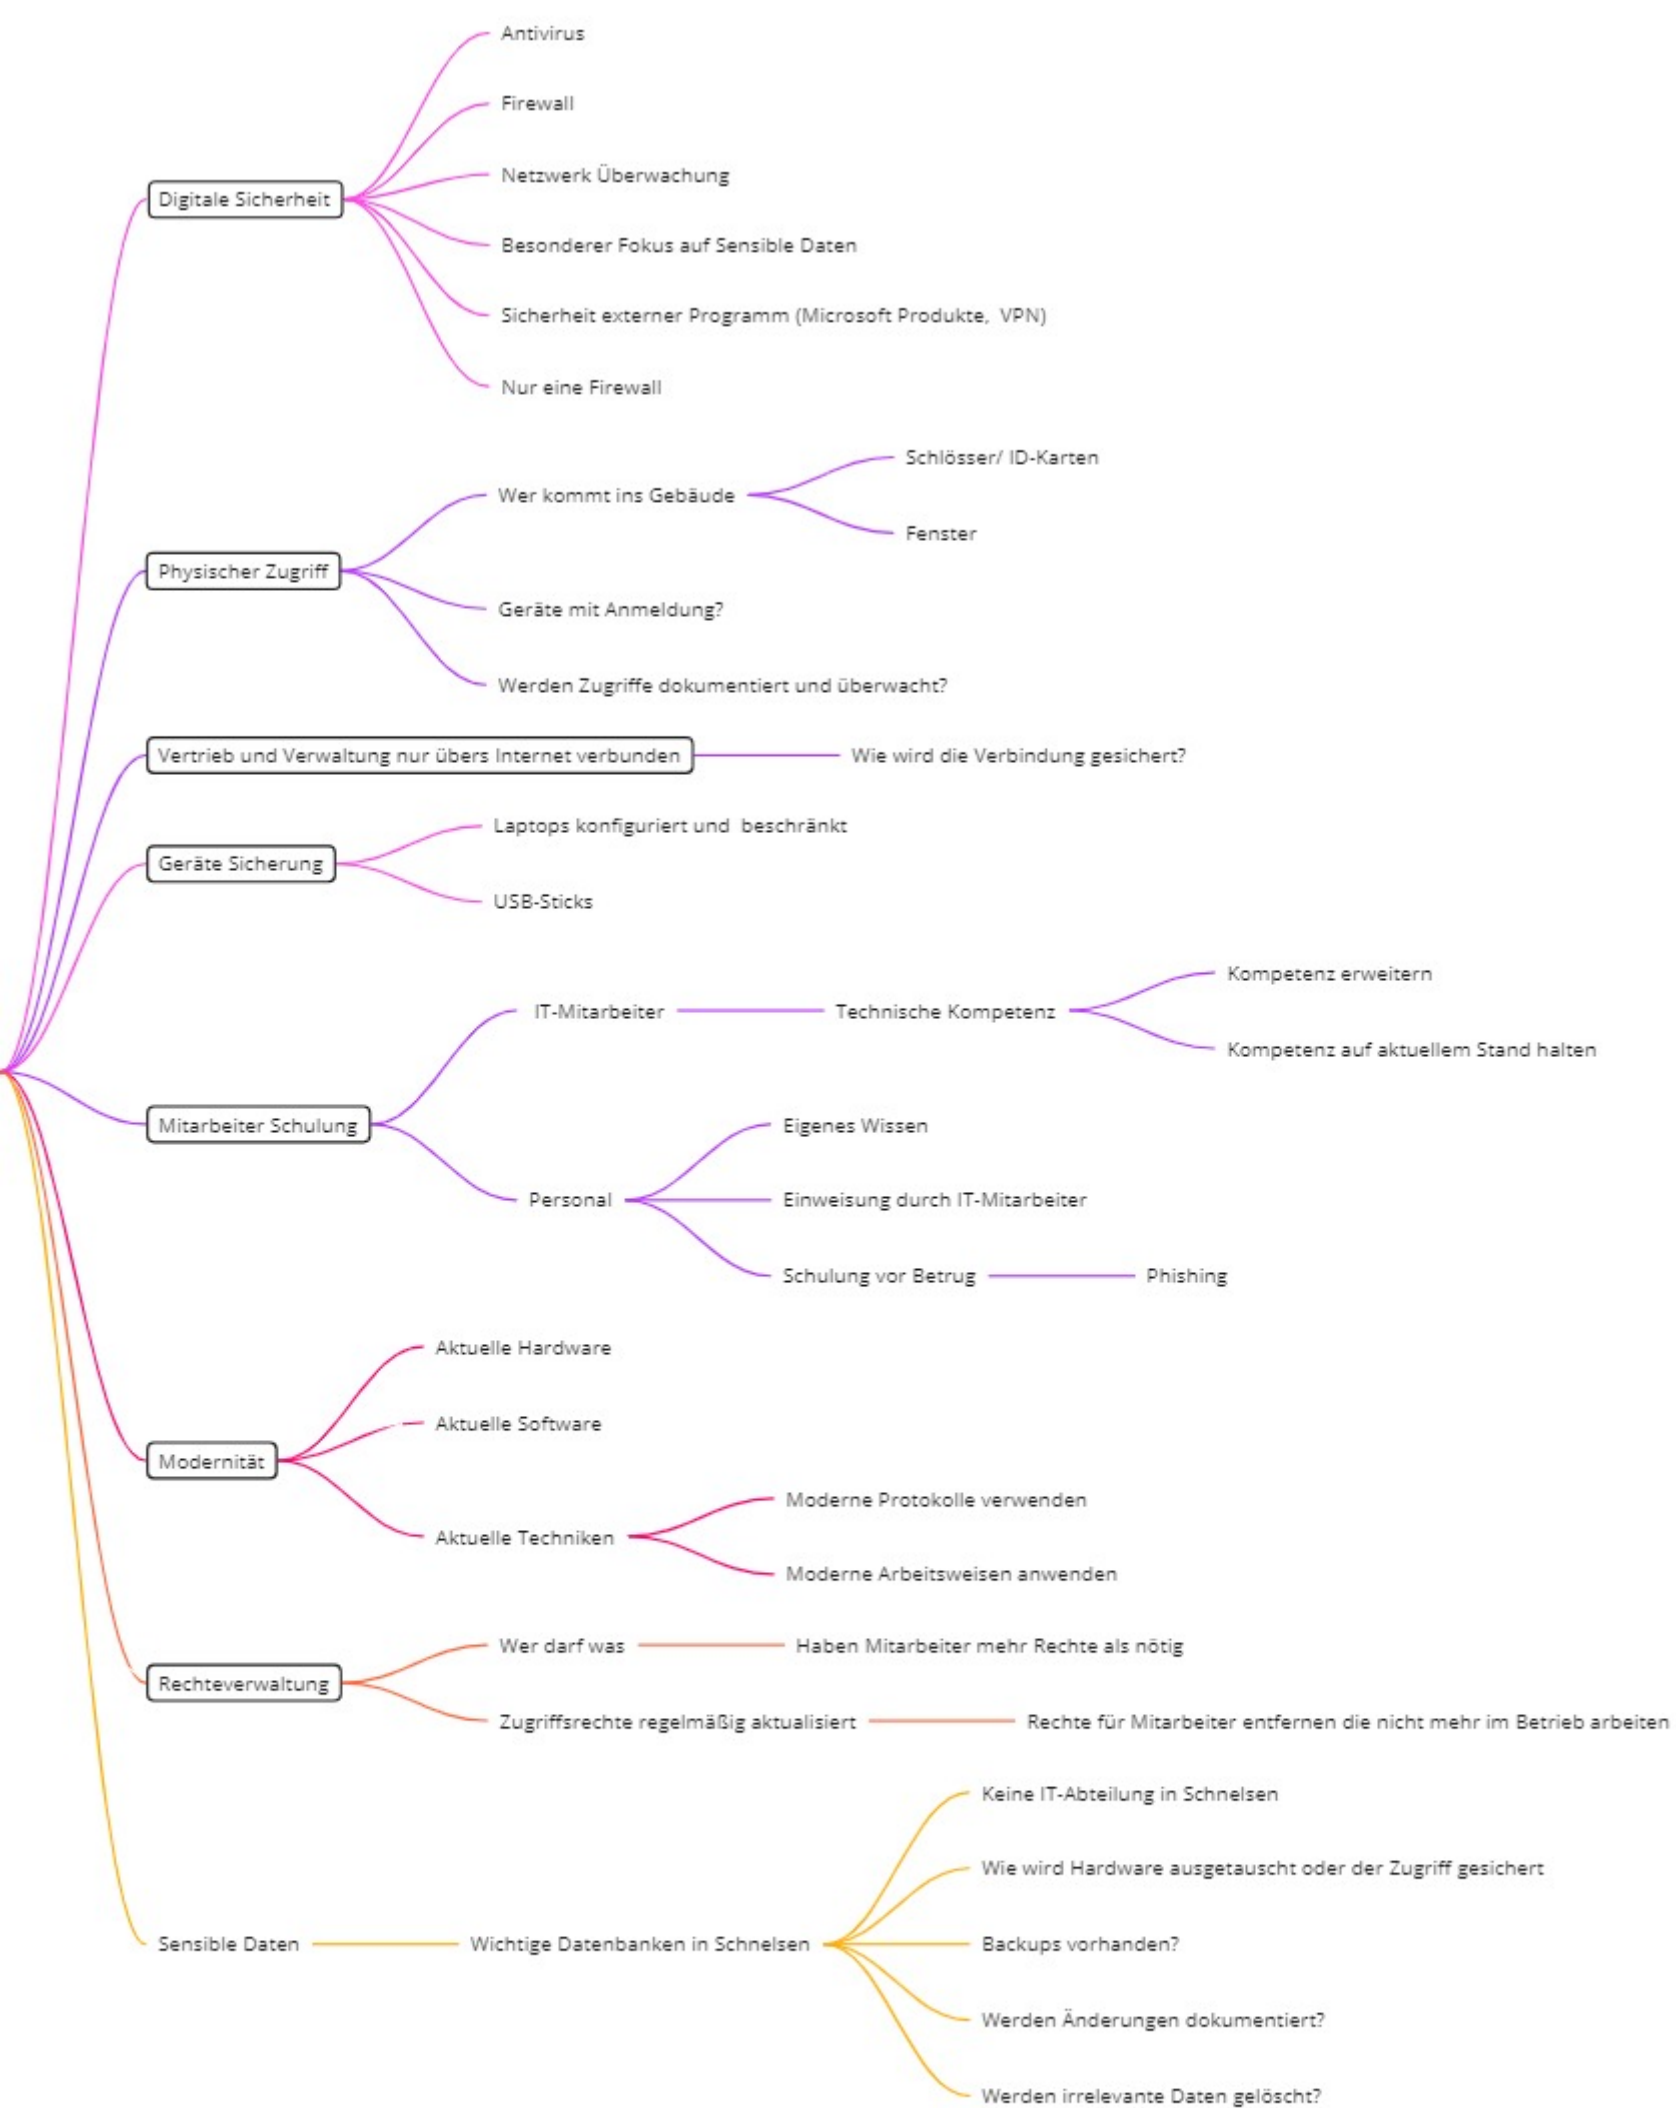 Antivirus
Firewall
Netzwerk Überwachung
Digitale Sicherheit
Besonderer Fokus auf Sensible Daten
Sicherheit externer Programm (Microsoft Produkte,  VPN)
Nur eine Firewall
Schlösser/ ID-Karten
Wer kommt ins Gebäude
Fenster
Physischer Zugriff
Geräte mit Anmeldung?
Werden Zugriffe dokumentiert und überwacht?
Vertrieb und Verwaltung nur übers Internet verbunden
Wie wird die Verbindung gesichert?
Laptops konfiguriert und  beschränkt
Geräte Sicherung
USB-Sticks
Kompetenz erweitern
IT-Mitarbeiter
Technische Kompetenz
Kompetenz auf aktuellem Stand halten
Mitarbeiter Schulung
Eigenes Wissen
Personal
Einweisung durch IT-Mitarbeiter
Schulung vor Betrug
Phishing
Aktuelle Hardware
Aktuelle Software
Modernität
Moderne Protokolle verwenden
Aktuelle Techniken
Moderne Arbeitsweisen anwenden
Wer darf was
Haben Mitarbeiter mehr Rechte als nötig
Rechteverwaltung
Zugriffsrechte regelmäßig aktualisiert
Rechte für Mitarbeiter entfernen die nicht mehr im Betrieb arbeiten
Keine IT-Abteilung in Schnelsen
Wie wird Hardware ausgetauscht oder der Zugriff gesichert
Sensible Daten
Wichtige Datenbanken in Schnelsen
Backups vorhanden?
Werden Änderungen dokumentiert?
Werden irrelevante Daten gelöscht?